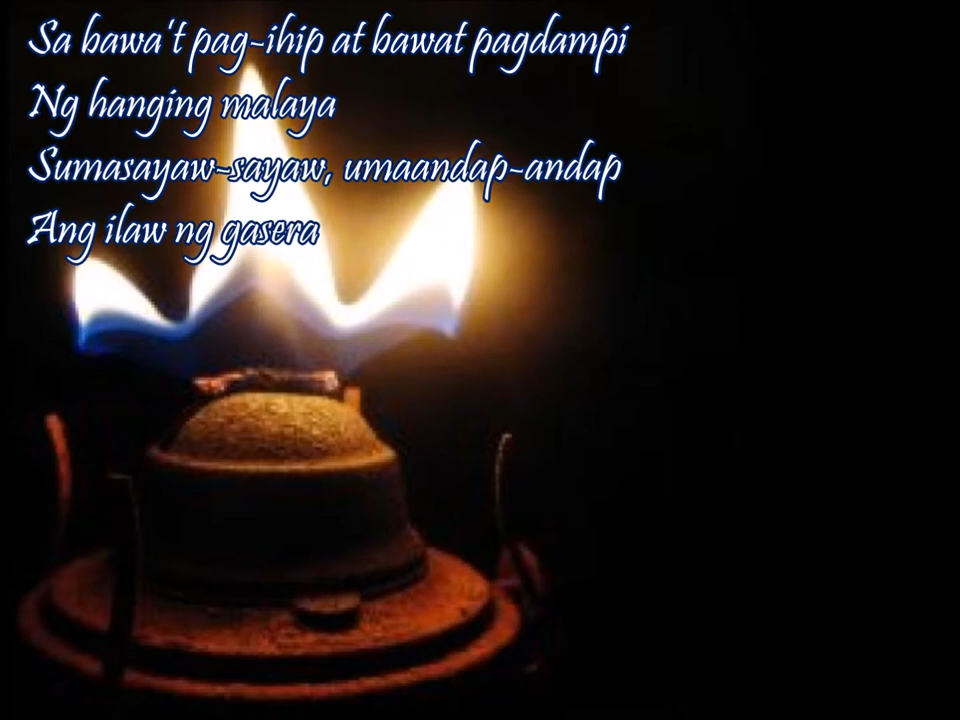 Sa bawa't pag-ihip at bawat pagdampi
Ng hanging malaya
Sumasayaw-sayaw, umaandap-andap
Ang ilaw ng gasera